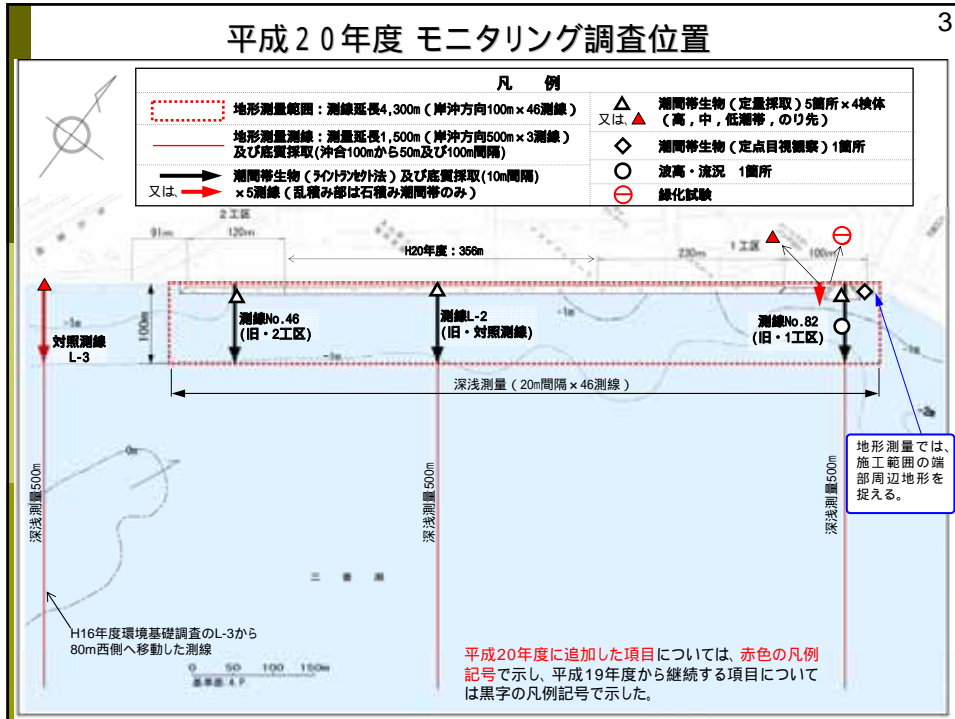 3
平成２０年度 モニタリング調査位置
凡 例
地形測量範囲：測線延長4,300m（岸沖方向100m×46測線）
地形測量測線：測量延長1,500m（岸沖方向500m×3測線）
及び底質採取(沖合100mから50m及び100m間隔)
潮間帯生物（ﾗｲﾝﾄﾗﾝｾｸﾄ法）及び底質採取(10m間隔)
又は、
×5測線（乱積み部は石積み潮間帯のみ）
潮間帯生物（定量採取）5箇所×4検体
又は、
（高，中，低潮帯，のり先）
潮間帯生物（定点目視観察）1箇所
波高・流況 1箇所
緑化試験
2工区
91m
120m
H20年度：356m
230m
1工区
100m
100m
-1m
-1m
-1m
-1m
-2m
0m
対照測線
L-3
測線No.46
(旧・2工区)
測線L-2
(旧・対照測線)
測線No.82
(旧・1工区)
深浅測量（20m間隔×46測線）
深浅測量500m
深浅測量500m
深浅測量500m
地形測量では、
施工範囲の端
部周辺地形を
捉える。
三 番 瀬
H16年度環境基礎調査のL-3から
80m西側へ移動した測線
0 50 100 150m
基準面 A.P
平成20年度に追加した項目については、赤色の凡例
記号で示し、平成19年度から継続する項目について
は黒字の凡例記号で示した。